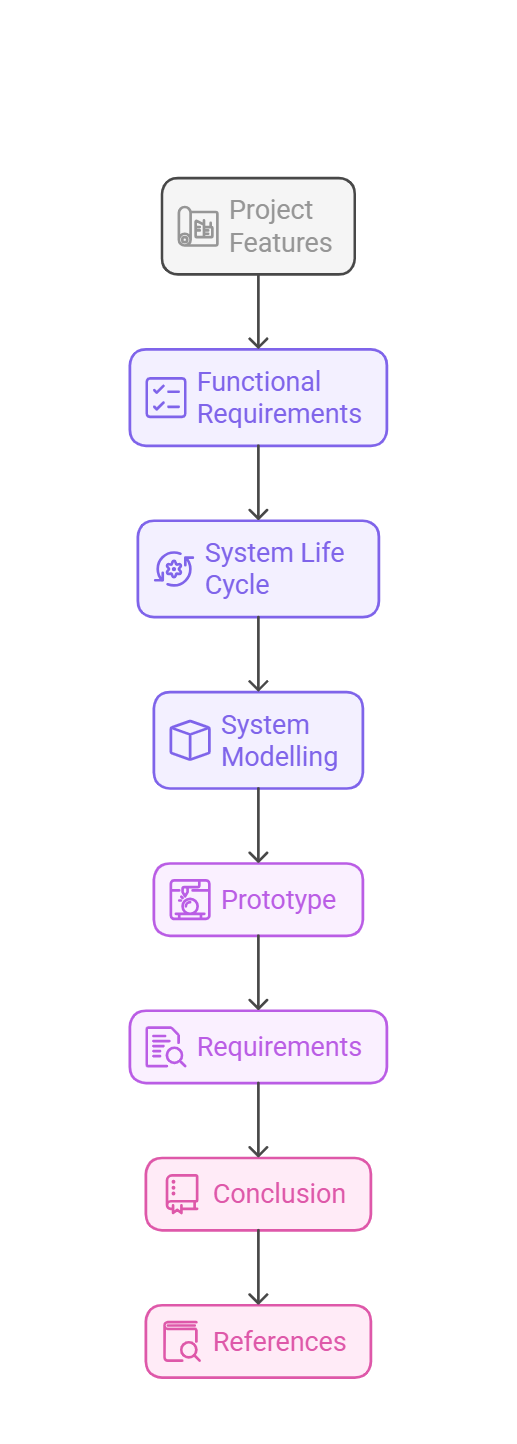 Project
Features
Functional
Requirements
System Life
Cycle
System
Modelling
Prototype
Requirements
Conclusion
References